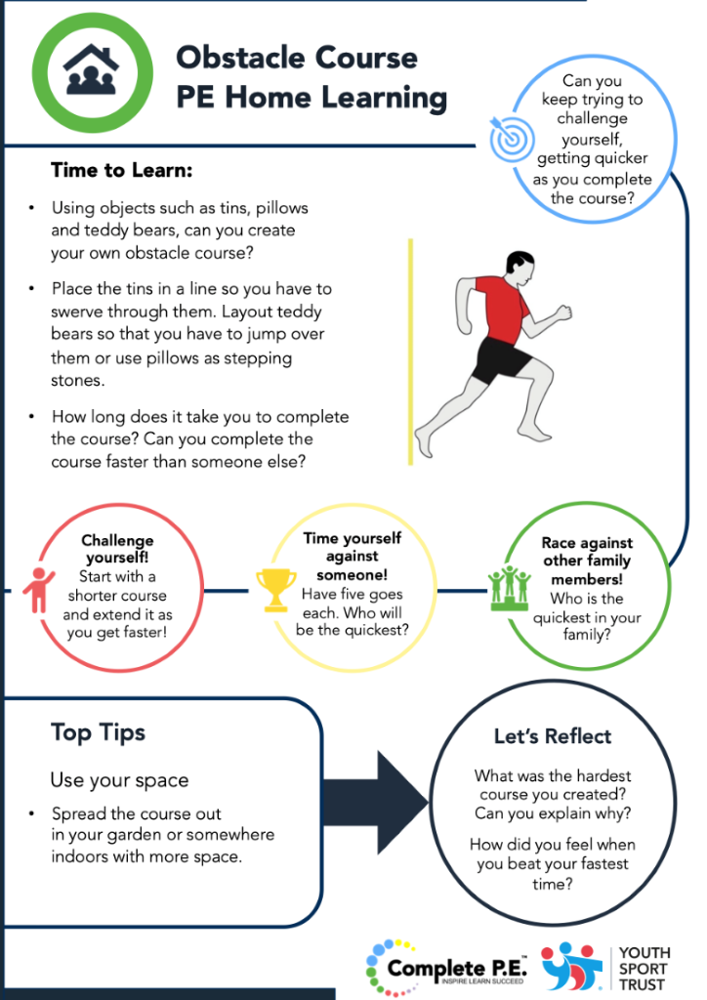 Obstacle Course
PE Home Learning
Can you
keep trying to
challenge
yourself,
getting quicker
as you complete
the course?
Time to Learn:
• Using objects such as tins, pillows
and teddy bears, can you create
your own obstacle course?
• Place the tins in a line so you have to
swerve through them. Layout teddy
bears so that you have to jump over
them or use pillows as stepping
stones.
• How long does it take you to complete
the course? Can you complete the
course faster than someone else?
Challenge
yourself!
Start with a
shorter course
and extend it as
you get faster!
Time yourself
against
someone!
Have five goes
each. Who will
be the quickest?
Race against
other family
members!
Who is the
quickest in your
family?
Top Tips
Use your space
• Spread the course out
in your garden or somewhere
indoors with more space.
Let's Reflect
What was the hardest
course you created?
Can you explain why?
How did you feel when
you beat your fastest
time?
Complete P.E.™
INSPIRE LEARN SUCCEED
YOUTH
SPORT
TRUST